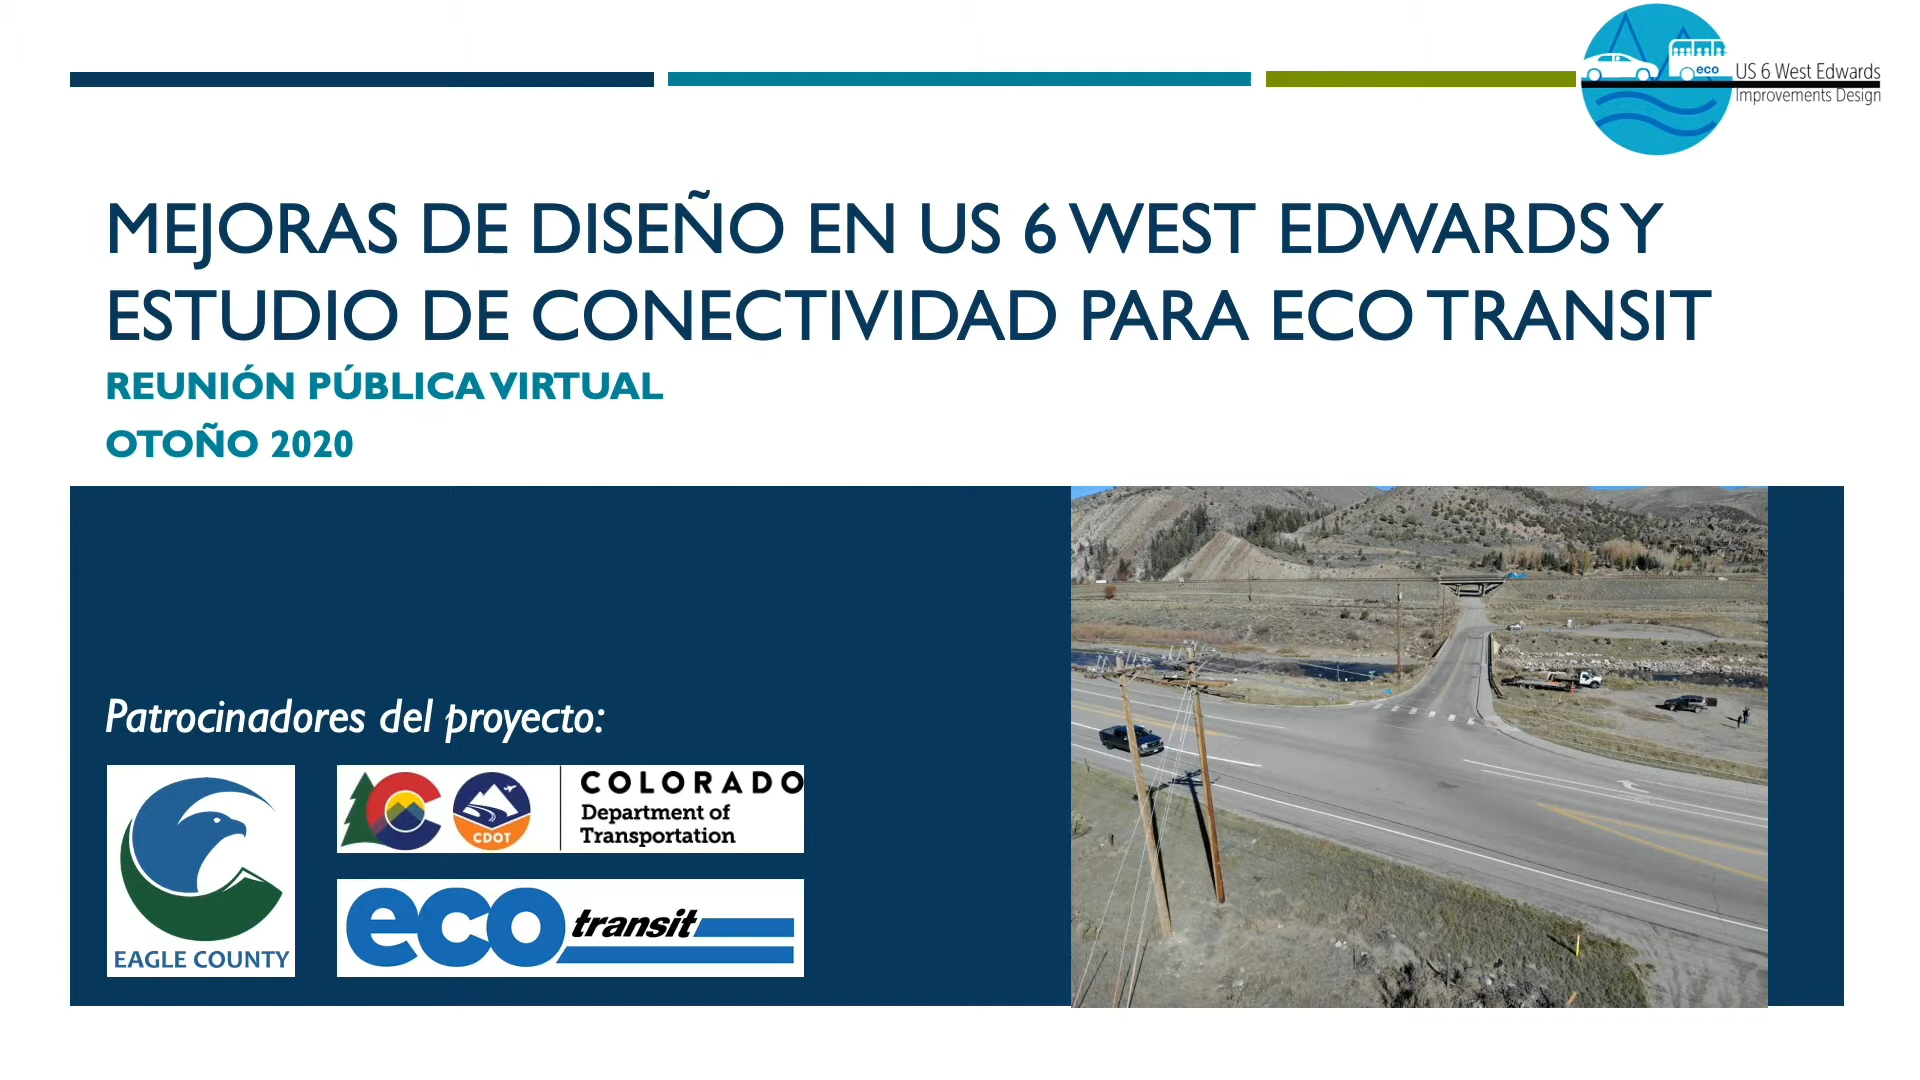 eco
US 6 West Edwards
Improvements Design
MEJORAS DE DISEÑO EN US 6 WEST EDWARDS Y
ESTUDIO DE CONECTIVIDAD PARA ECO TRANSIT
REUNIÓN PÚBLICA VIRTUAL
OTOÑO 2020
Patrocinadores del proyecto:
EAGLE COUNTY
CDOT
COLORADO
Department of
Transportation
eco transit